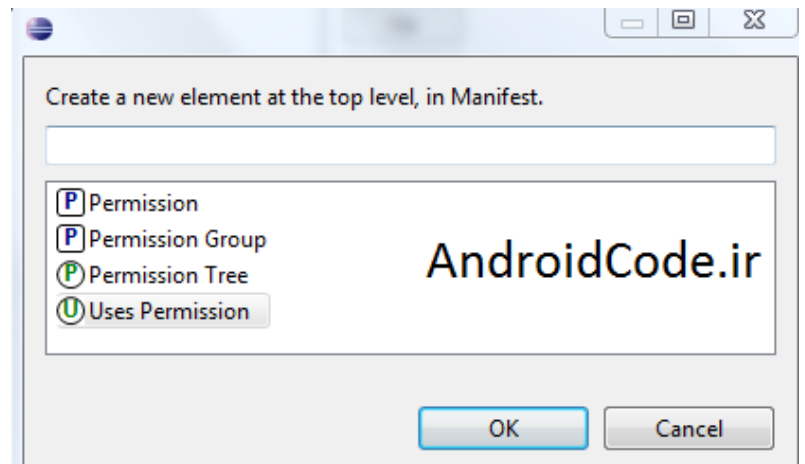 Create a new element at the top level, in Manifest.
P Permission
P Permission Group
P Permission Tree
U Uses Permission
AndroidCode.ir
OK
Cancel